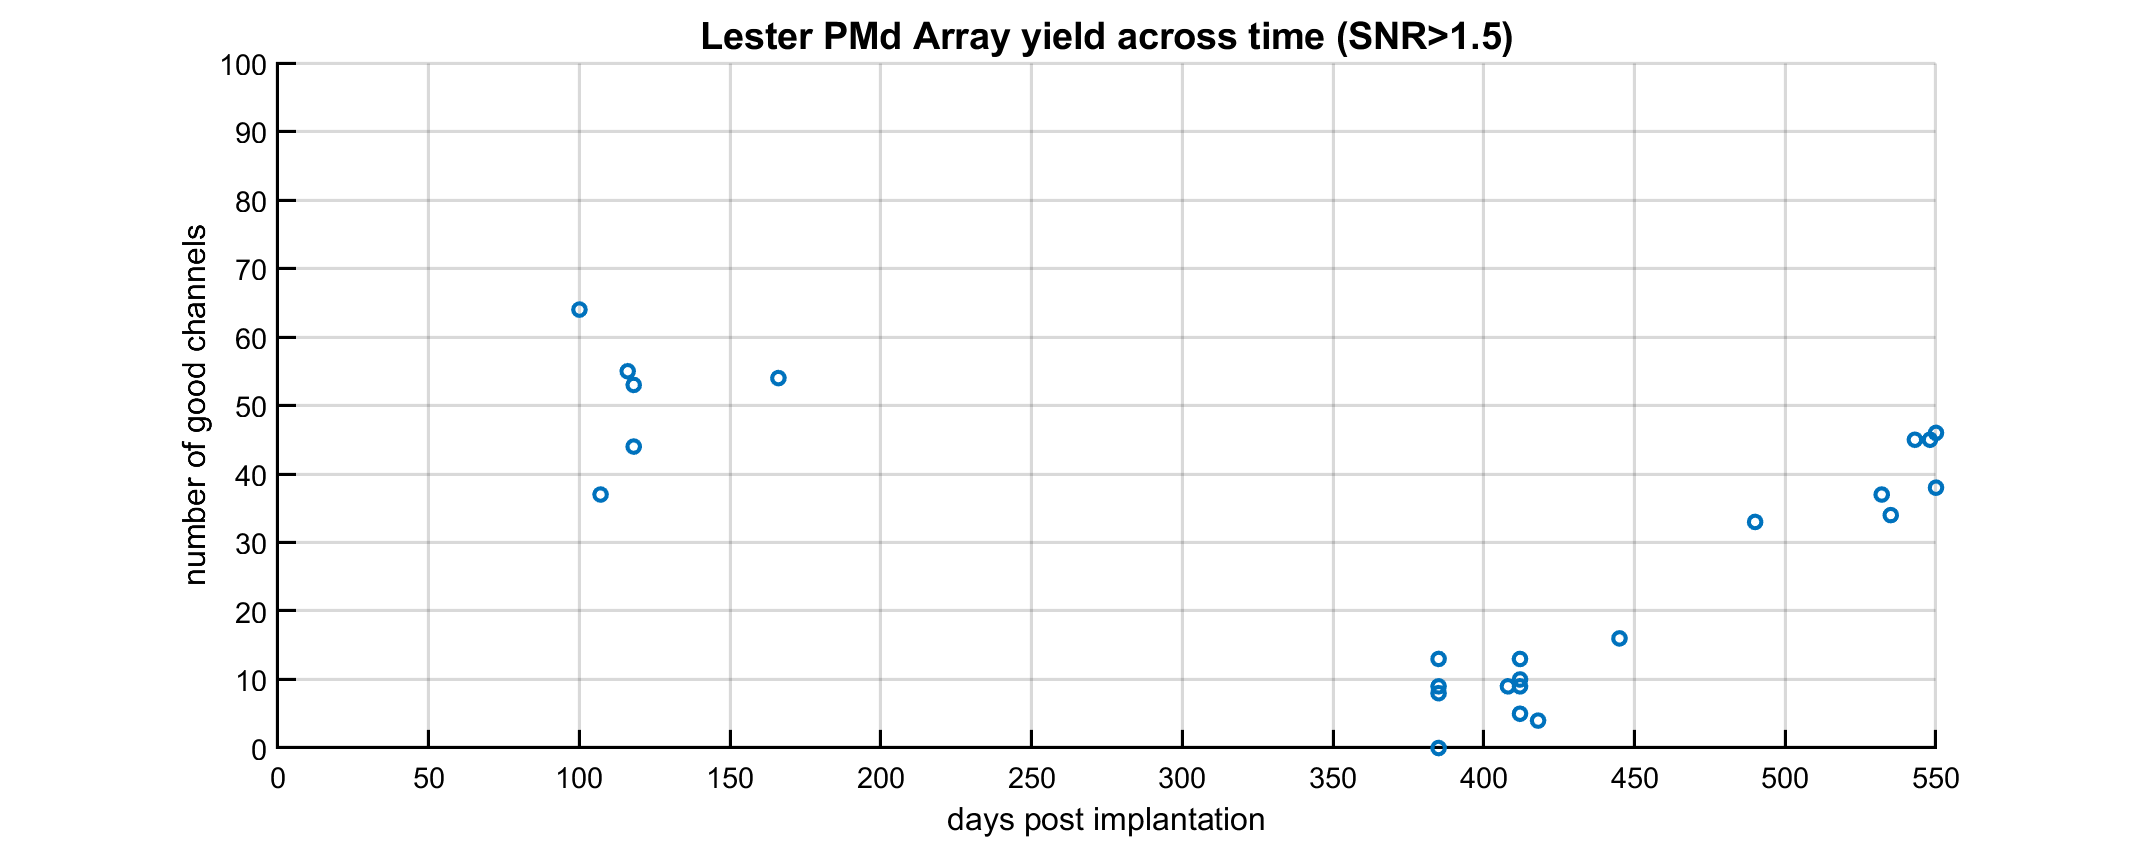 Lester PMd Array yield across time (SNR>1.5)
100
90
80
70
60
50
40
30
20
10
0
number of good channels
0 50 100 150 200 250 300 350 400 450 500 550
days post implantation